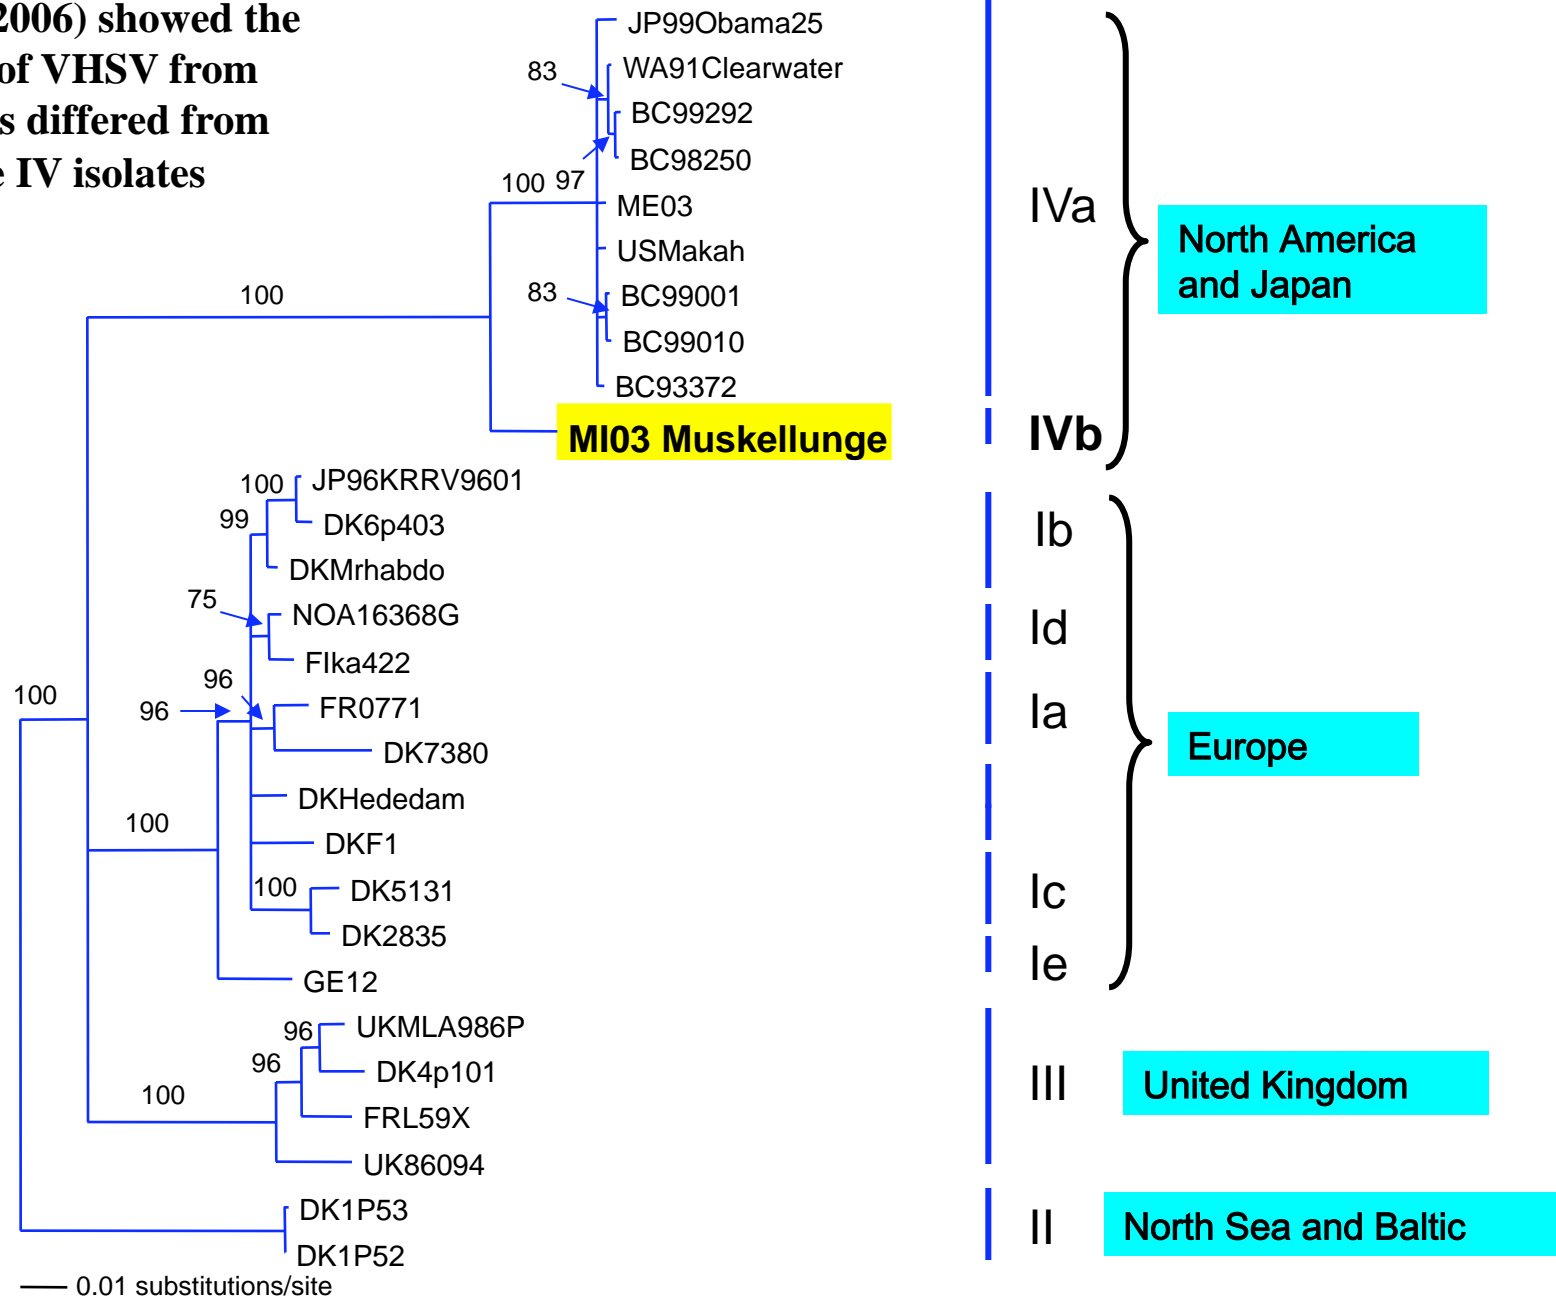 2006) showed the
of VHSV from
s differed from
e IV isolates
JP99Obama25
83
WA91Clearwater
BC99292
BC98250
100 97
ME03
IVa
USMakah
North America
and Japan
100
83
BC99001
BC99010
BC93372
MI03 Muskellunge
IVb
100
JP96KRRV9601
99
DK6p403
Ib
DKMrhabdo
75
NOA16368G
Id
FIka422
96
100
96
FR0771
Ia
DK7380
Europe
DKHededam
100
DKF1
100
DK5131
Ic
DK2835
Ie
GE12
96
UKMLA986P
96
DK4p101
III
United Kingdom
100
FRL59X
UK86094
DK1P53
II
North Sea and Baltic
DK1P52
0.01 substitutions/site